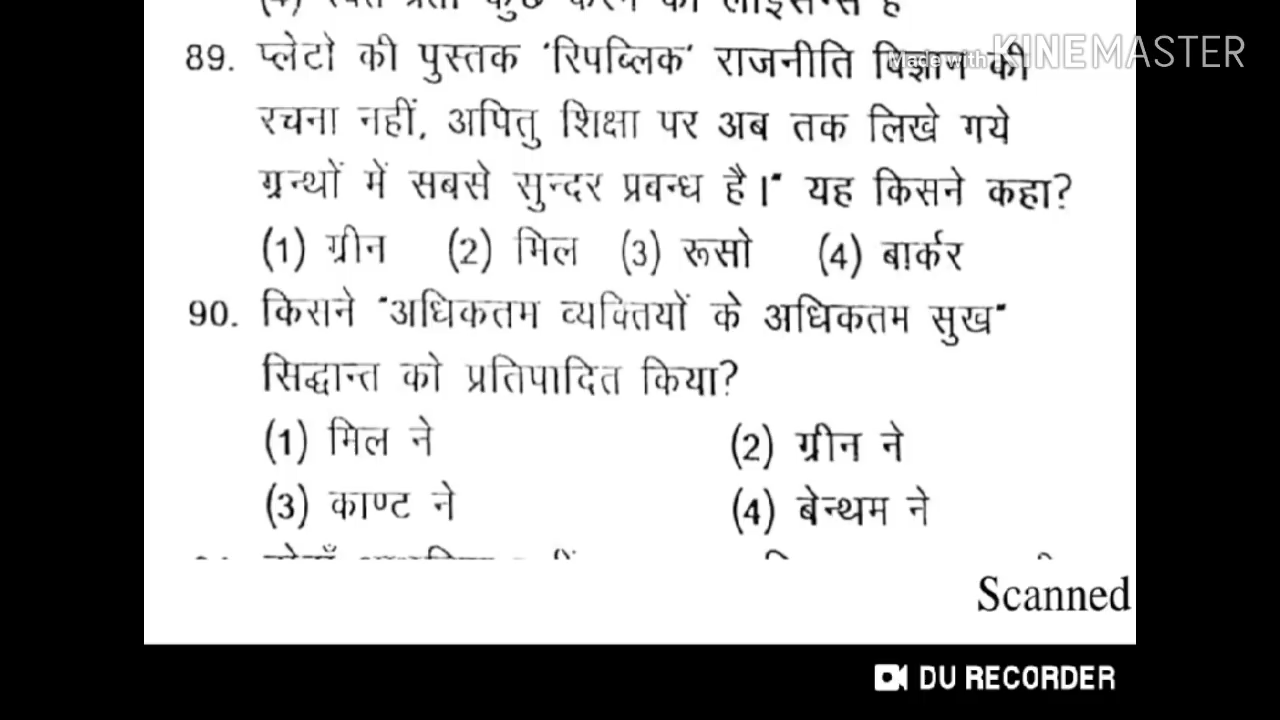 89. प्लेटो की पुस्तक 'रिपब्लिक' राजनीति विज्ञान की
Made with KINEMASTER
रचना नहीं, अपितु शिक्षा पर अब तक लिखे गये
ग्रन्थों में सबसे सुन्दर प्रबन्ध है।" यह किसने कहा?
(1) ग्रीन (2) मिल (3) रूसो (4) बार्कर
90. किसने "अधिकतम व्यक्तियों के अधिकतम सुख"
सिद्धान्त को प्रतिपादित किया?
(1) मिल ने (2) ग्रीन ने
(3) काण्ट ने (4) बेन्थम ने
Scanned
DU RECORDER